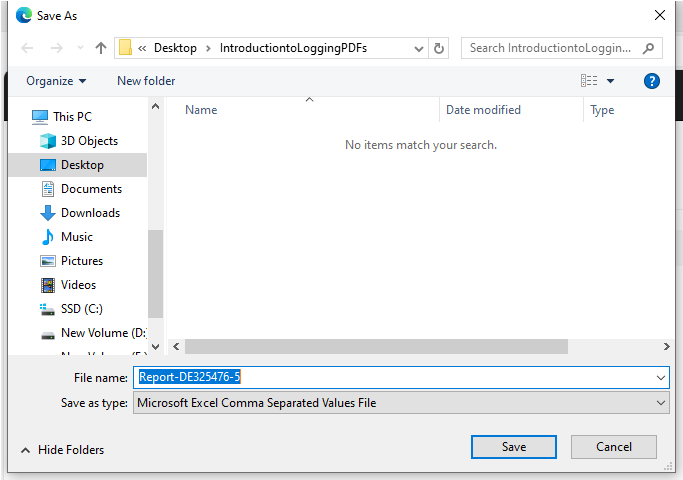 Save As
« Desktop > IntroductiontoLoggingPDFs
Search IntroductiontoLoggin...
Organize
New folder
?
Name
Date modified
Type
No items match your search.
This PC
3D Objects
Desktop
Documents
Downloads
Music
Pictures
Videos
SSD (C:)
New Volume (D:
File name: Report-DE325476-5
Save as type: Microsoft Excel Comma Separated Values File
Hide Folders
Save
Cancel